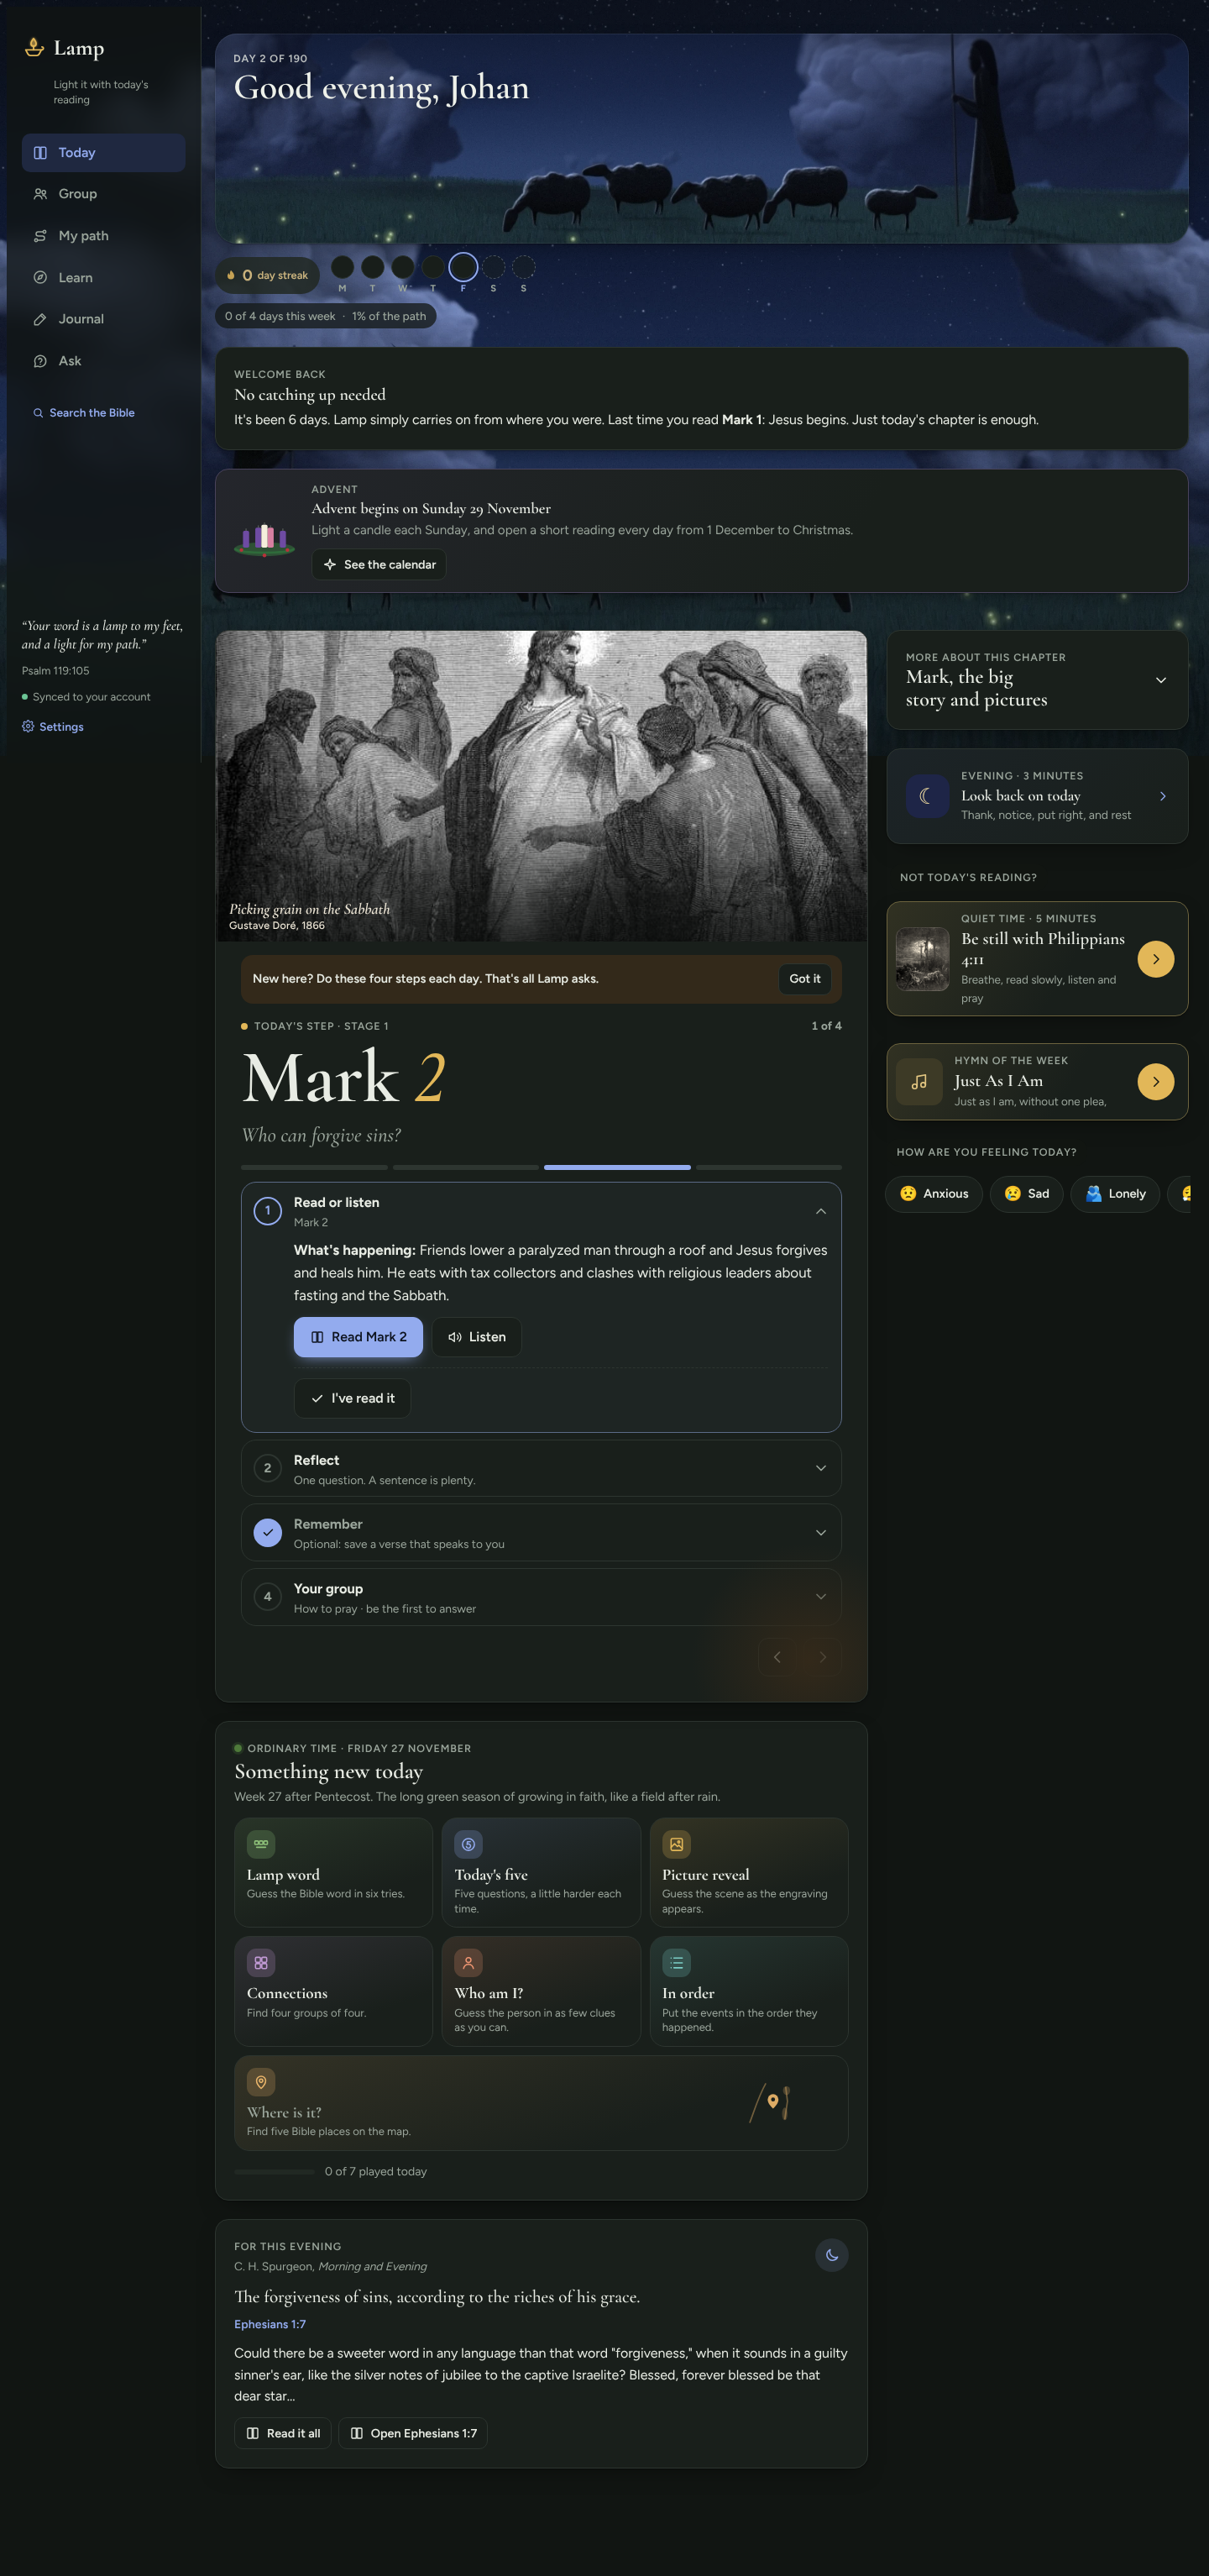 Lamp
Light it with today's
reading
Today
Group
My path
Learn
Journal
Ask
Search the Bible
“Your word is a lamp to my feet,
and a light for my path.”
Psalm 119:105
Synced to your account
Settings
DAY 2 OF 190
Good evening, Johan
0 day streak
M T W T F S S
0 of 4 days this week · 1% of the path
WELCOME BACK
No catching up needed
It's been 6 days. Lamp simply carries on from where you were. Last time you read Mark 1: Jesus begins. Just today's chapter is enough.
ADVENT
Advent begins on Sunday 29 November
Light a candle each Sunday, and open a short reading every day from 1 December to Christmas.
See the calendar
Picking grain on the Sabbath
Gustave Doré, 1866
New here? Do these four steps each day. That's all Lamp asks.
Got it
TODAY'S STEP · STAGE 1
1 of 4
Mark 2
Who can forgive sins?
1
Read or listen
Mark 2
What's happening: Friends lower a paralyzed man through a roof and Jesus forgives
and heals him. He eats with tax collectors and clashes with religious leaders about
fasting and the Sabbath.
Read Mark 2
Listen
I've read it
2
Reflect
One question. A sentence is plenty.
Remember
Optional: save a verse that speaks to you
4
Your group
How to pray · be the first to answer
MORE ABOUT THIS CHAPTER
Mark, the big
story and pictures
EVENING · 3 MINUTES
Look back on today
Thank, notice, put right, and rest
NOT TODAY'S READING?
QUIET TIME · 5 MINUTES
Be still with Philippians
4:11
Breathe, read slowly, listen and
pray
HYMN OF THE WEEK
Just As I Am
Just as I am, without one plea,
HOW ARE YOU FEELING TODAY?
Anxious
Sad
Lonely
ORDINARY TIME · FRIDAY 27 NOVEMBER
Something new today
Week 27 after Pentecost. The long green season of growing in faith, like a field after rain.
Lamp word
Guess the Bible word in six tries.
5
Today's five
Five questions, a little harder each
time.
Picture reveal
Guess the scene as the engraving
appears.
Connections
Find four groups of four.
Who am I?
Guess the person in as few clues
as you can.
In order
Put the events in the order they
happened.
Where is it?
Find five Bible places on the map.
0 of 7 played today
FOR THIS EVENING
C. H. Spurgeon, Morning and Evening
The forgiveness of sins, according to the riches of his grace.
Ephesians 1:7
Could there be a sweeter word in any language than that word "forgiveness," when it sounds in a guilty
sinner's ear, like the silver notes of jubilee to the captive Israelite? Blessed, forever blessed be that
dear star...
Read it all
Open Ephesians 1:7